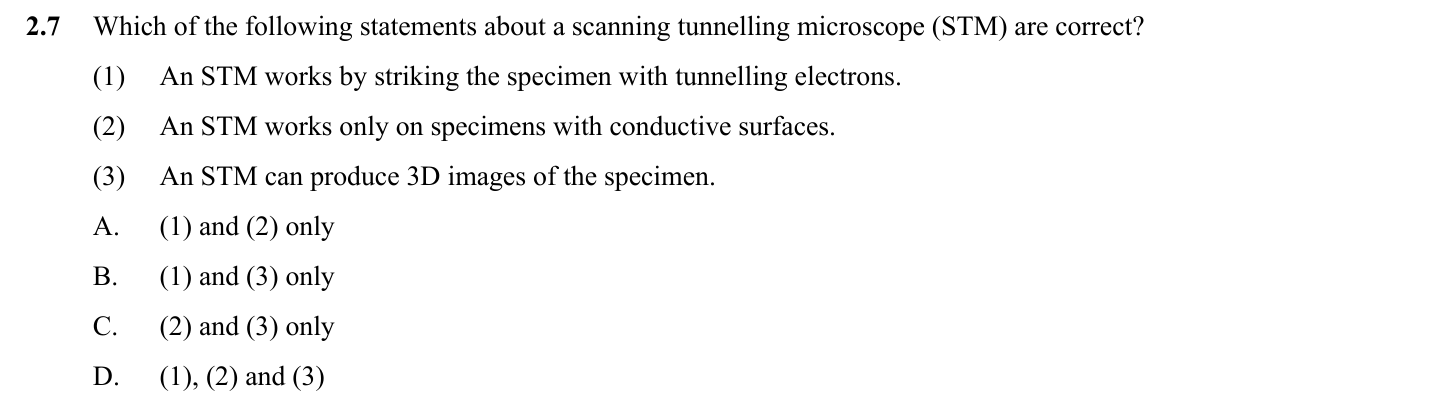 2.7 Which of the following statements about a scanning tunnelling microscope (STM) are correct?
(1) An STM works by striking the specimen with tunnelling electrons.
(2) An STM works only on specimens with conductive surfaces.
(3) An STM can produce 3D images of the specimen.
A. (1) and (2) only
B. (1) and (3) only
C. (2) and (3) only
D. (1), (2) and (3)